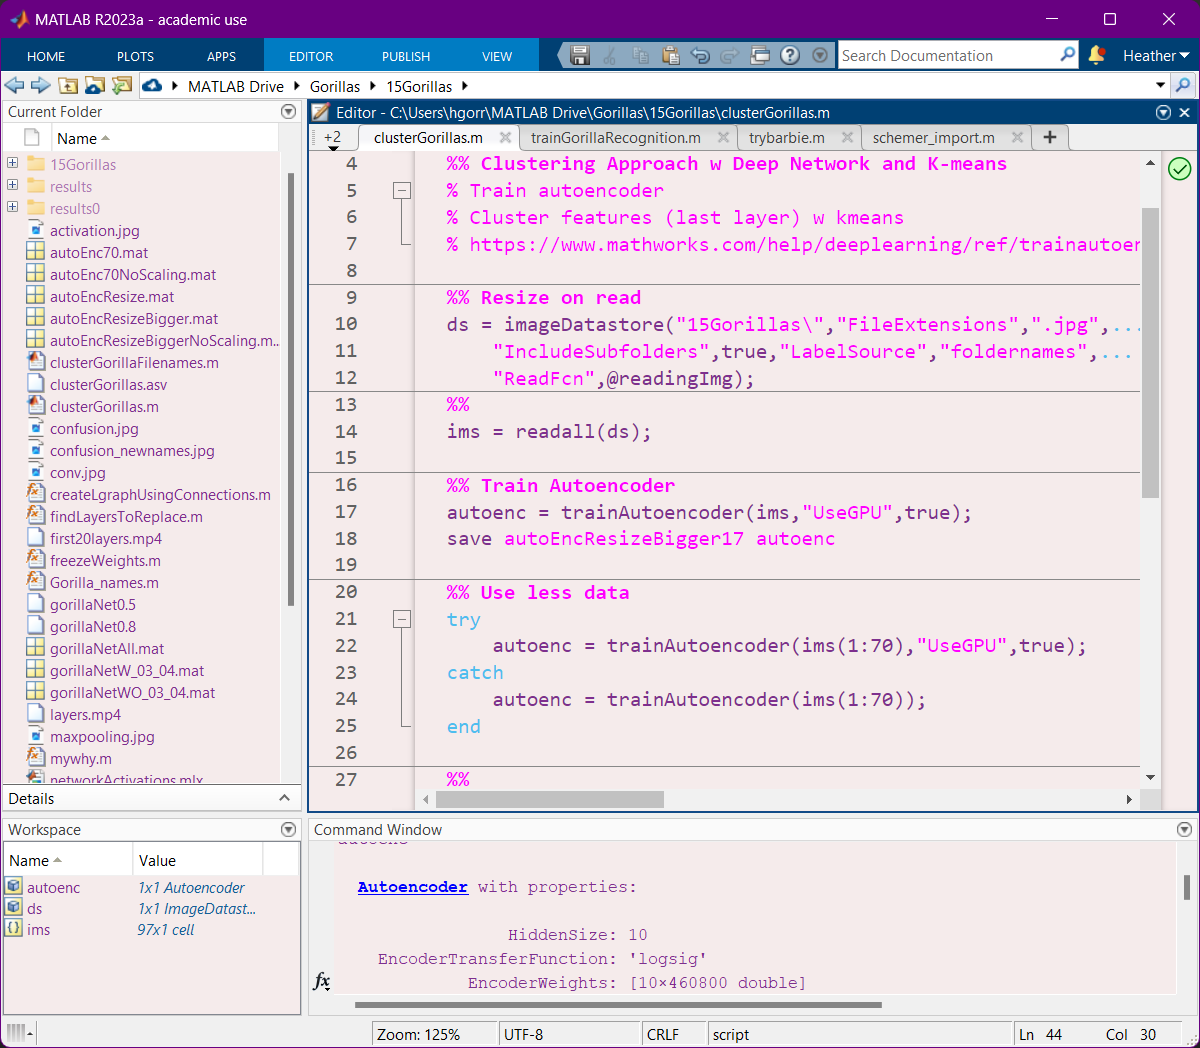 MATLAB R2023a - academic use
HOME PLOTS APPS EDITOR PUBLISH VIEW Search Documentation Heather
MATLAB Drive Gorillas 15Gorillas
Current Folder
Name
15Gorillas
results
results0
activation.jpg
autoEnc70.mat
autoEnc70NoScaling.mat
autoEncResize.mat
autoEncResizeBigger.mat
autoEncResizeBiggerNoScaling.m...
clusterGorillaFilenames.m
clusterGorillas.asv
clusterGorillas.m
confusion.jpg
confusion_newnames.jpg
conv.jpg
createLgraphUsingConnections.m
findLayersToReplace.m
first20layers.mp4
freezeWeights.m
Gorilla_names.m
gorillaNet0.5
gorillaNet0.8
gorillaNetAll.mat
gorillaNetW_03_04.mat
gorillaNetWO_03_04.mat
layers.mp4
maxpooling.jpg
mywhy.m
networkActivations.mlx
Details
Editor - C:\Users\hgorr\MATLAB Drive\Gorillas\15Gorillas\clusterGorillas.m
+2 clusterGorillas.m trainGorillaRecognition.m trybarbie.m schemer_import.m +
4 %% Clustering Approach w Deep Network and K-means
5 % Train autoencoder
6 % Cluster features (last layer) w kmeans
7 % https://www.mathworks.com/help/deeplearning/ref/trainautoen
8
9 %% Resize on read
10 ds = imageDatastore("15Gorillas\","FileExtensions",".jpg",...
11 "IncludeSubfolders",true,"LabelSource","foldernames",...
12 "ReadFcn",@readingImg);
13 %%
14 ims = readall(ds);
15
16 %% Train Autoencoder
17 autoenc = trainAutoencoder(ims,"UseGPU",true);
18 save autoEncResizeBigger17 autoenc
19
20 %% Use less data
21 try
22 autoenc = trainAutoencoder(ims(1:70),"UseGPU",true);
23 catch
24 autoenc = trainAutoencoder(ims(1:70));
25 end
26
27 %%
Workspace
Name Value
autoenc 1x1 Autoencoder
ds 1x1 ImageDatast...
ims 97x1 cell
Command Window
autoenc
Autoencoder with properties:
HiddenSize: 10
EncoderTransferFunction: 'logsig'
EncoderWeights: [10×460800 double]
fx
Zoom: 125% UTF-8 CRLF script Ln 44 Col 30